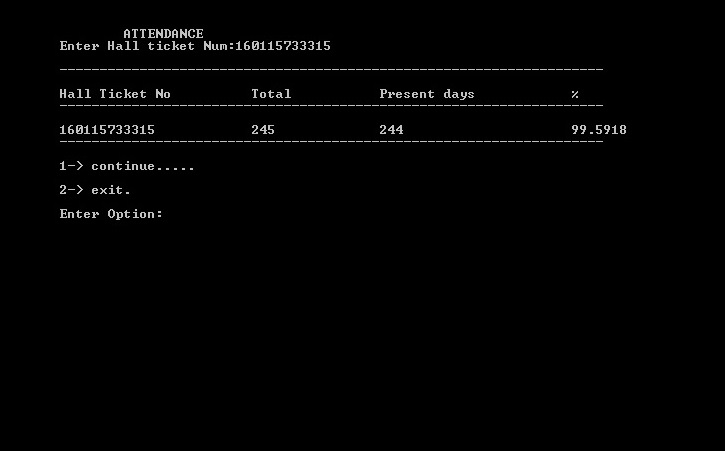 ATTENDANCE
Enter Hall ticket Num:160115733315
Hall Ticket No Total Present days %
160115733315 245 244 99.5918
1-> continue.....
2-> exit.
Enter Option: